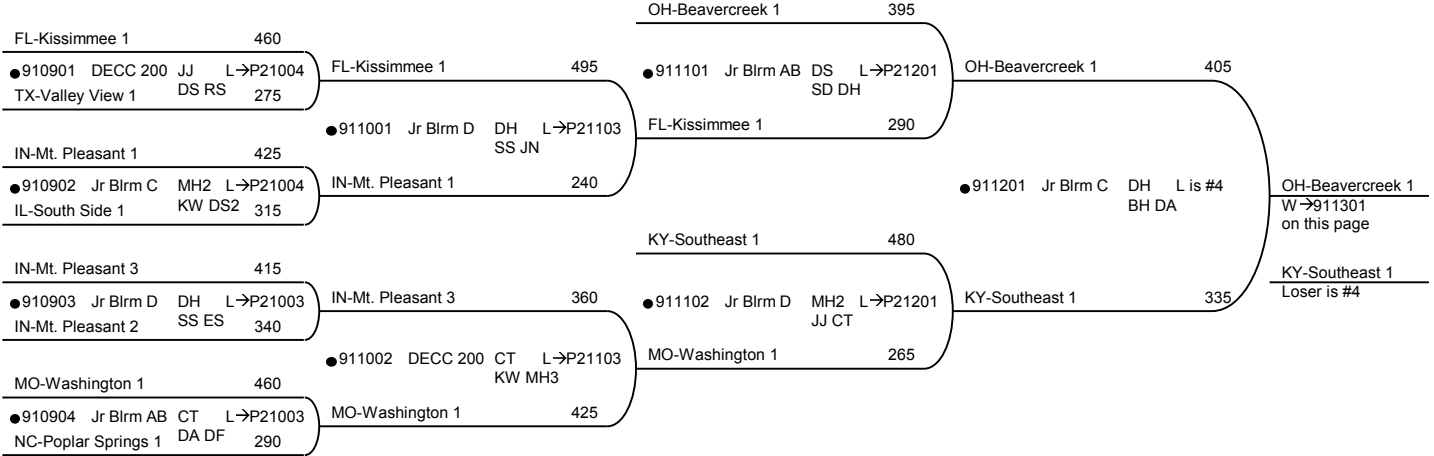 FL-Kissimmee 1 460
●910901 DECC 200 JJ L→P21004
DS RS
TX-Valley View 1 275
IN-Mt. Pleasant 1 425
●910902 Jr Blrm C MH2 L→P21004
KW DS2
IL-South Side 1 315
IN-Mt. Pleasant 3 415
●910903 Jr Blrm D DH L→P21003
SS ES
IN-Mt. Pleasant 2 340
MO-Washington 1 460
●910904 Jr Blrm AB CT L→P21003
DA DF
NC-Poplar Springs 1 290
FL-Kissimmee 1 495
●911001 Jr Blrm D DH L→P21103
SS JN
IN-Mt. Pleasant 1 240
IN-Mt. Pleasant 3 360
●911002 DECC 200 CT L→P21103
KW MH3
MO-Washington 1 425
OH-Beavercreek 1 395
●911101 Jr Blrm AB DS L→P21201
SD DH
FL-Kissimmee 1 290
KY-Southeast 1 480
●911102 Jr Blrm D MH2 L→P21201
JJ CT
MO-Washington 1 265
OH-Beavercreek 1 405
●911201 Jr Blrm C DH L is #4
BH DA
KY-Southeast 1 335
OH-Beavercreek 1
W→911301
on this page
KY-Southeast 1
Loser is #4